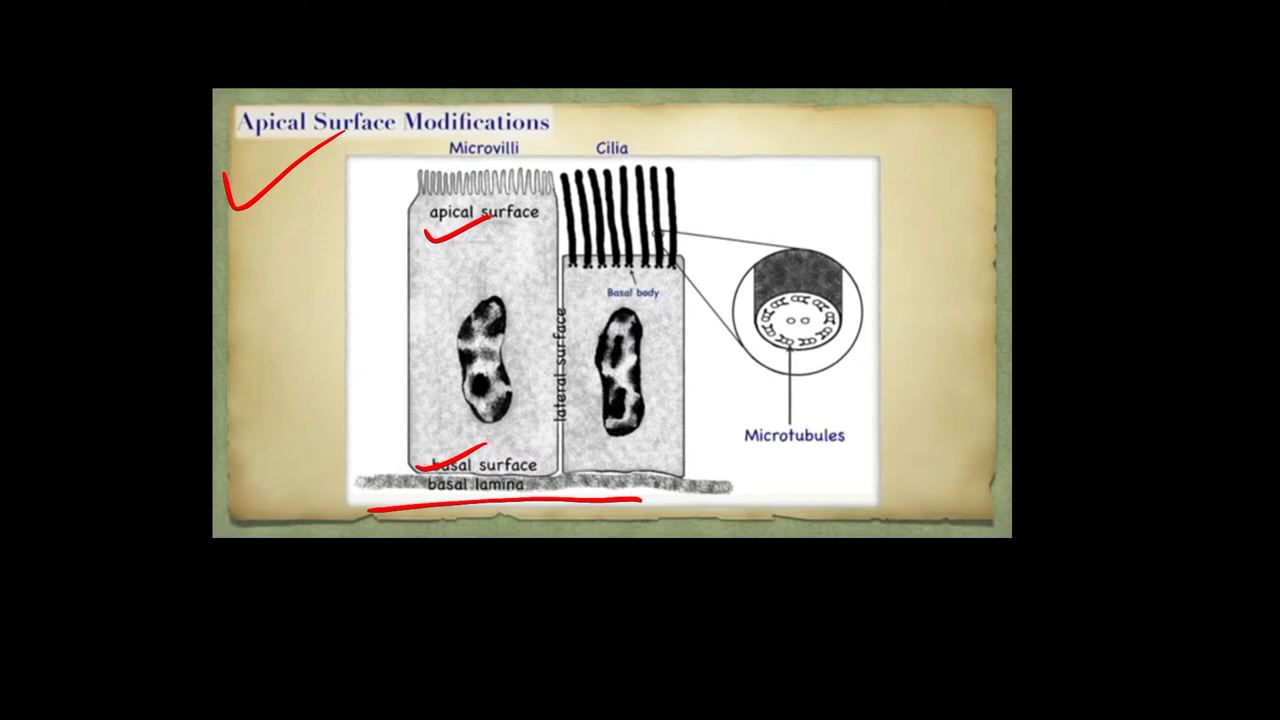 Apical Surface Modifications
Microvilli
Cilia
apical surface
Basal body
lateral surface
Microtubules
basal surface
basal lamina